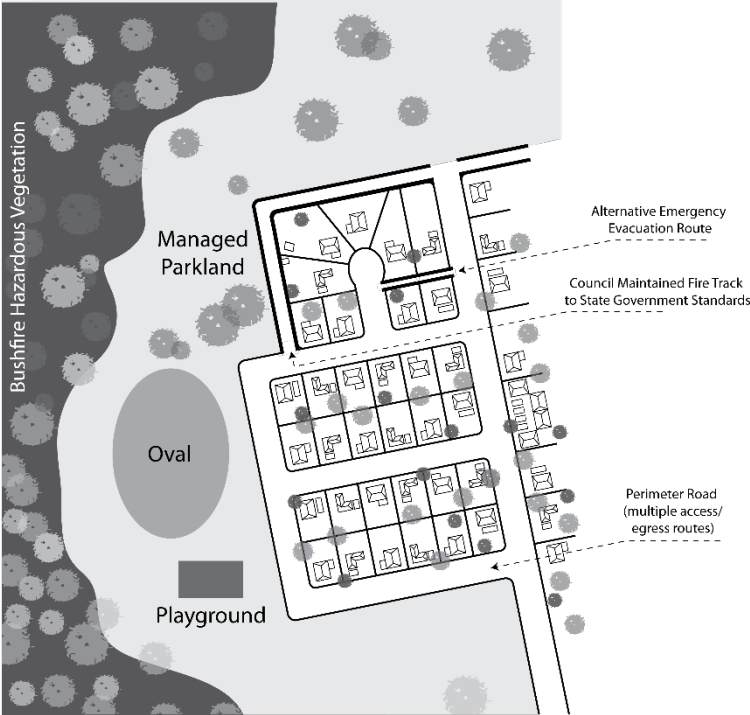 Bushfire Hazardous Vegetation
Managed
Parkland
Alternative Emergency
Evacuation Route
Council Maintained Fire Track
to State Government Standards
Oval
Perimeter Road
(multiple access/
egress routes)
Playground